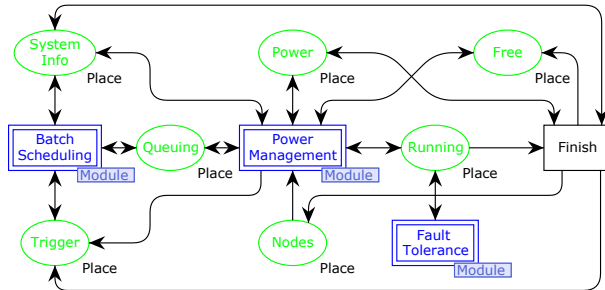 System
Info
Place
Power
Place
Free
Place
Batch
Scheduling
Module
Queuing
Place
Power
Management
Module
Running
Place
Finish
Trigger
Place
Nodes
Place
Fault
Tolerance
Module